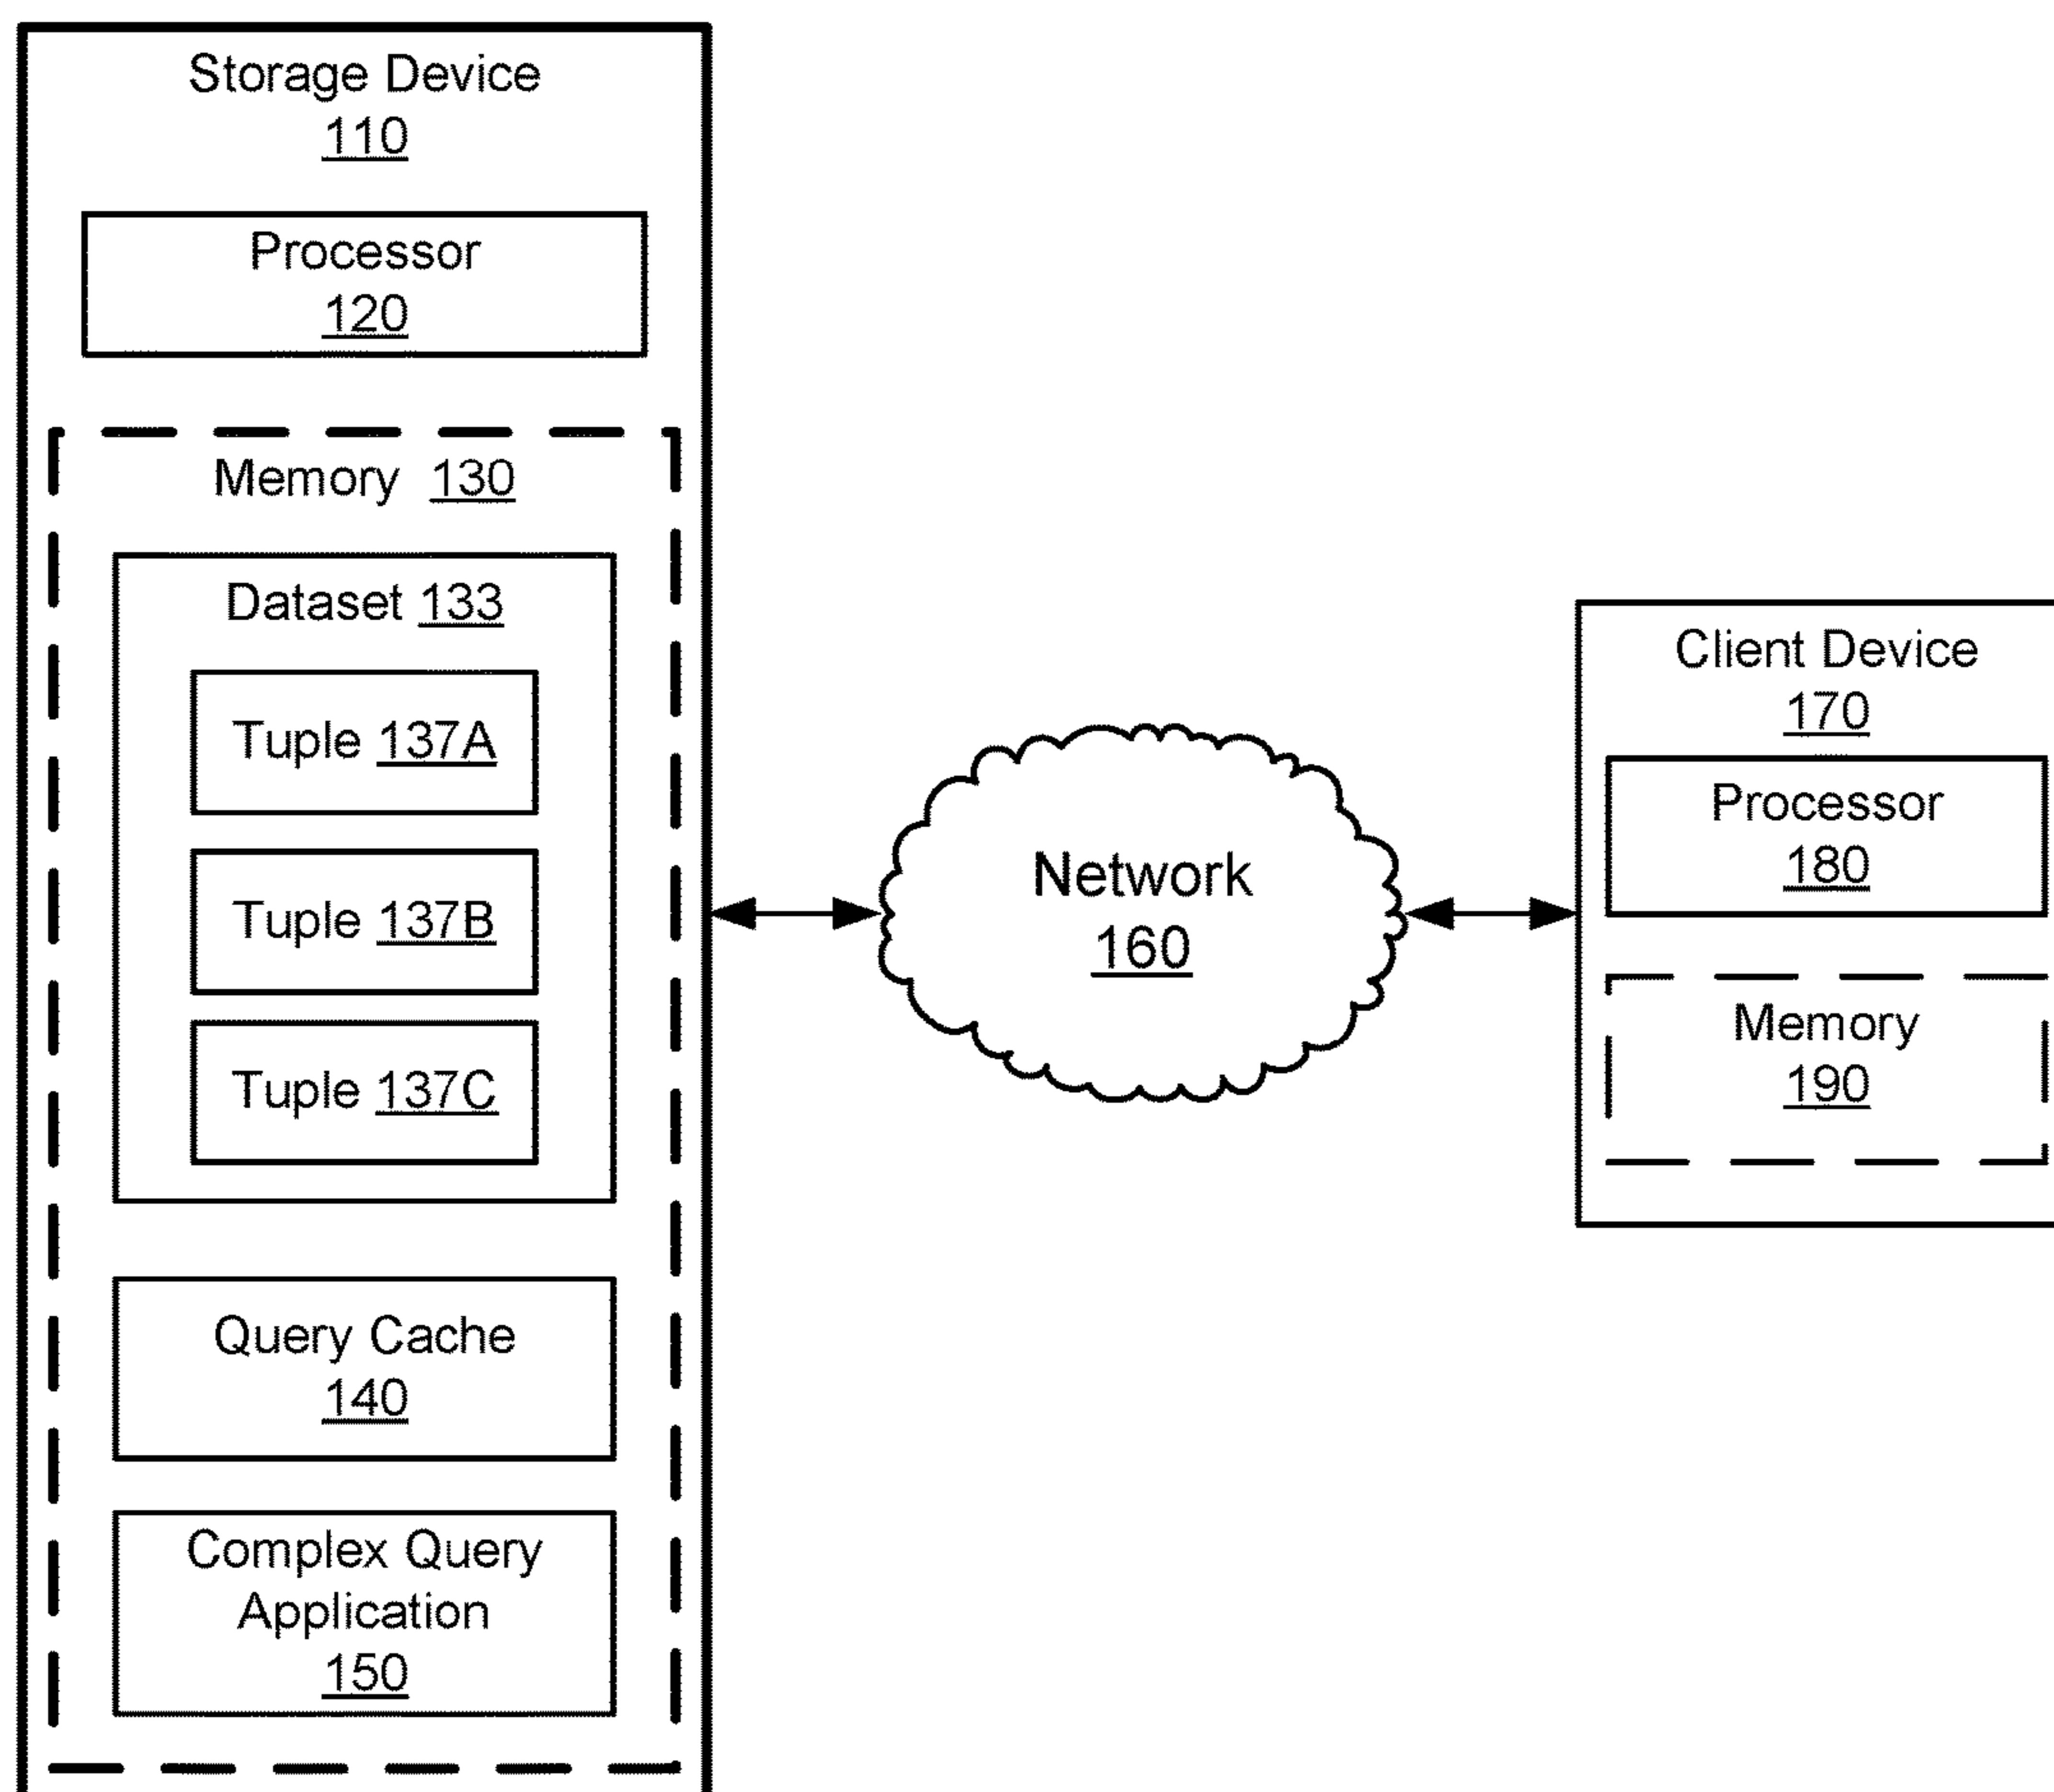 Storage Device
110
Processor
120
Memory 130
Dataset 133
Tuple 137A
Tuple 137B
Tuple 137C
Query Cache
140
Complex Query
Application
150
Network
160
Client Device
170
Processor
180
Memory
190